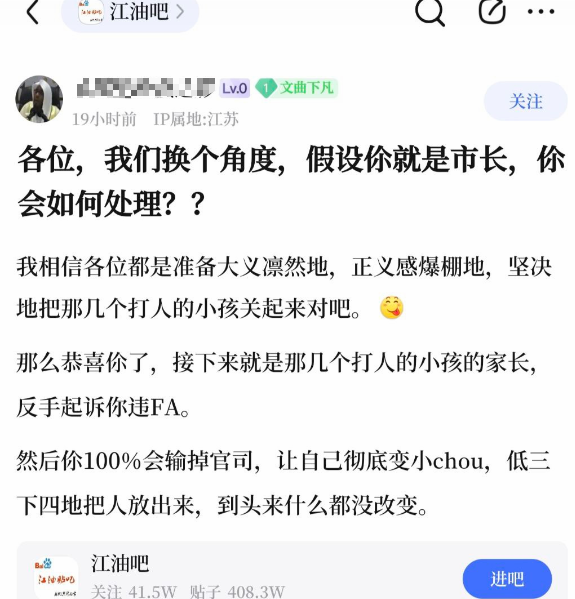 江油吧
Lv.0 1 文曲下凡
19小时前 IP属地:江苏
关注
各位，我们换个角度，假设你就是市长，你
会如何处理？？
我相信各位都是准备大义凛然地，正义感爆棚地，坚决
地把那几个打人的小孩关起来对吧。
那么恭喜你了，接下来就是那几个打人的小孩的家长，
反手起诉你违FA。
然后你100%会输掉官司，让自己彻底变小chou，低三
下四地把人放出来，到头来什么都没改变。
江油吧
关注 41.5W 贴子 408.3W
进吧